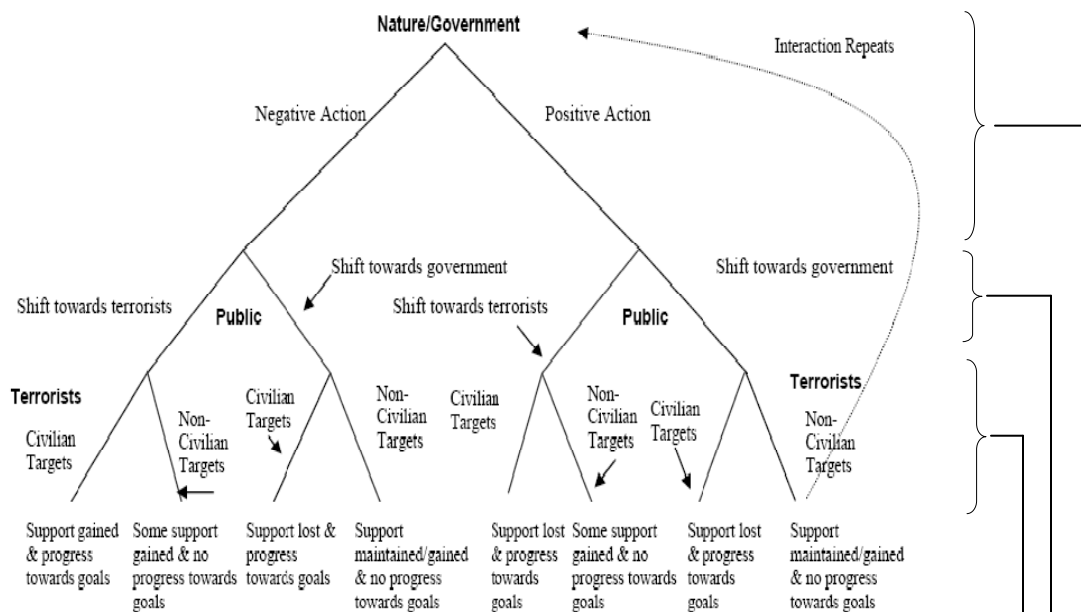 Nature/Government
Interaction Repeats
Negative Action
Positive Action
Shift towards government
Shift towards government
Shift towards terrorists
Shift towards terrorists
Public
Public
Terrorists
Civilian
Targets
Non-
Civilian
Targets
Civilian
Targets
Non-
Civilian
Targets
Civilian
Targets
Non-
Civilian
Targets
Civilian
Targets
Terrorists
Non-
Civilian
Targets
Support gained
& progress
towards goals
Some support
gained & no
progress towards
goals
Support lost &
progress
towards goals
Support
maintained/gained
& no progress
towards goals
Support lost
& progress
towards
goals
Some support
gained & no
progress towards
goals
Support lost
& progress
towards
goals
Support
maintained/gained
& no progress
towards goals